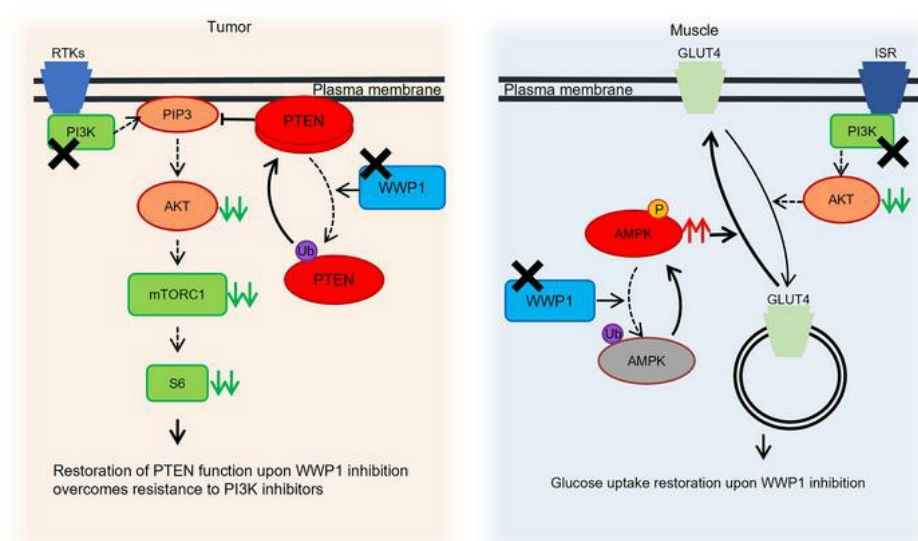 Tumor
RTKs
Plasma membrane
PI3K
PIP3
PTEN
WWP1
AKT
Ub
PTEN
mTORC1
S6
Restoration of PTEN function upon WWP1 inhibition
overcomes resistance to PI3K inhibitors
Muscle
GLUT4
ISR
Plasma membrane
PI3K
P
AKT
AMPK
WWP1
GLUT4
Ub
AMPK
Glucose uptake restoration upon WWP1 inhibition